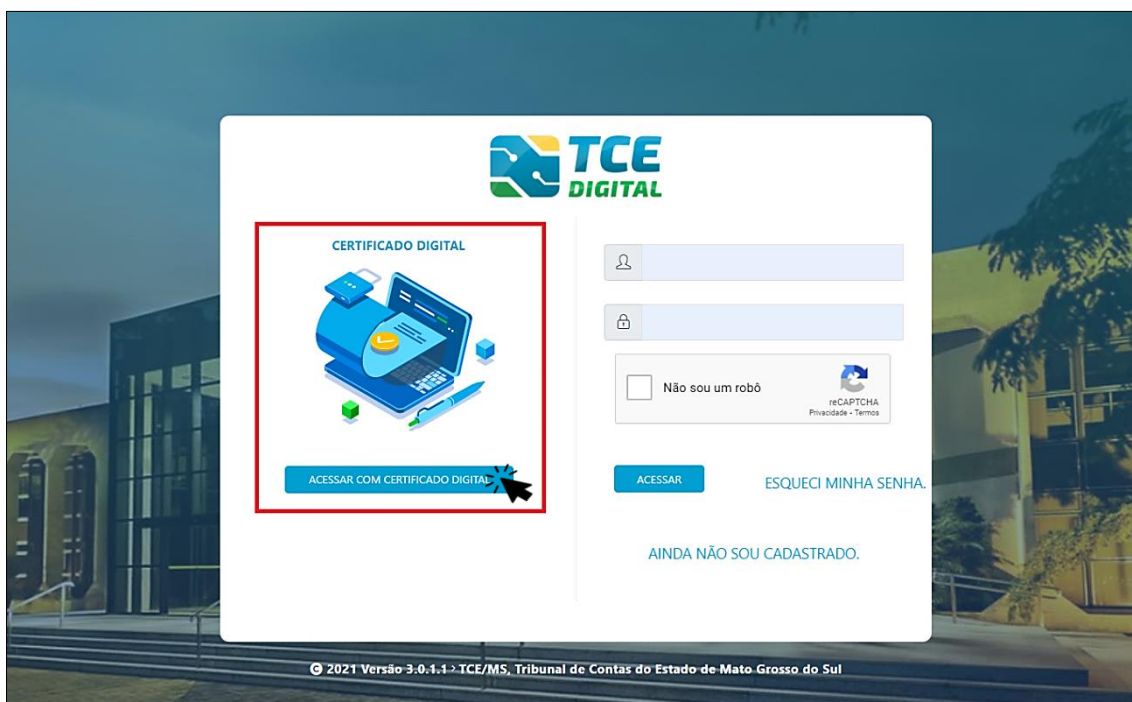 TCE
DIGITAL
CERTIFICADO DIGITAL
ACESSAR COM CERTIFICADO DIGITAL
Não sou um robô
reCAPTCHA
Privacidade - Termos
ACESSAR
ESQUECI MINHA SENHA.
AINDA NÃO SOU CADASTRADO.
© 2021 Versão 3.0.1.1 > TCE/MS, Tribunal de Contas do Estado de Mato Grosso do Sul